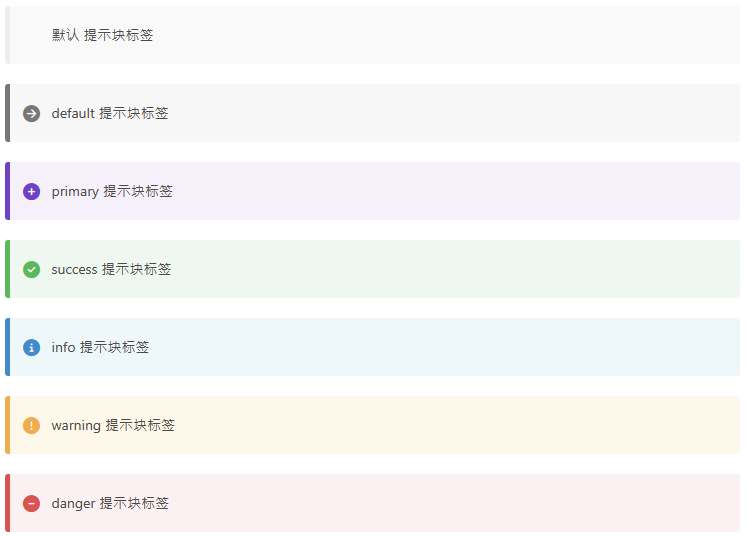 默认 提示块标签
default 提示块标签
primary 提示块标签
success 提示块标签
info 提示块标签
warning 提示块标签
danger 提示块标签